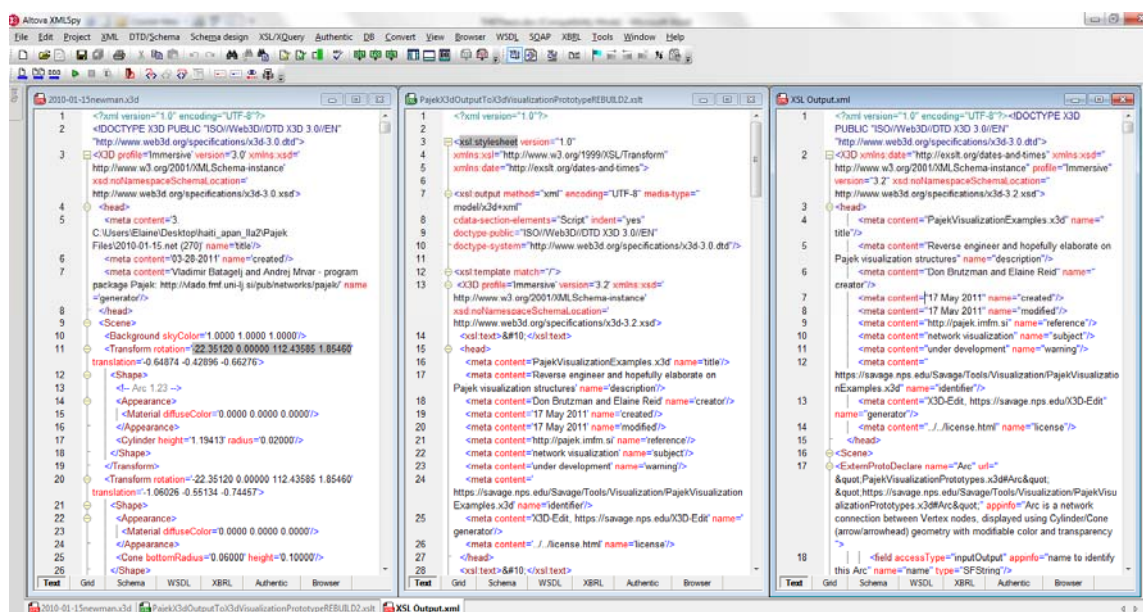 Altova XMLSpy
File Edit Project XML DTD/Schema Schema design XSL/XQuery Authentic DB Convert View Browser WSDL SOAP XBRL Tools Window Help
2010-01-15newman.x3d
1 <?xml version="1.0" encoding="UTF-8"?>
2 <!DOCTYPE X3D PUBLIC "ISO//Web3D//DTD X3D 3.0//EN"
"http://www.web3d.org/specifications/x3d-3.0.dtd">
3 <X3D profile='Immersive' version='3.0' xmlns:xsd='
http://www.w3.org/2001/XMLSchema-instance'
xsd:noNamespaceSchemaLocation='
http://www.web3d.org/specifications/x3d-3.0.xsd'>
4 <head>
5 <meta content='3.
C:\Users\Elaine\Desktop\haiti_apan_lla2\Pajek
Files\2010-01-15.net (270)' name='title'/>
6 <meta content='03-28-2011' name='created'/>
7 <meta content='Vladimir Batagelj and Andrej Mrvar - program
package Pajek: http://vlado.fmf.uni-lj.si/pub/networks/pajek/' name
='generator'/>
8 </head>
9 <Scene>
10 <Background skyColor='1.0000 1.0000 1.0000'/>
11 <Transform rotation='-22.35120 0.00000 112.43585 1.85460'
translation='-0.64874 -0.42896 -0.66276'>
12 <Shape>
13 <!-- Arc 1.23 -->
14 <Appearance>
15 <Material diffuseColor='0.0000 0.0000 0.0000'/>
16 </Appearance>
17 <Cylinder height='1.19413' radius='0.02000'/>
18 </Shape>
19 </Transform>
20 <Transform rotation='-22.35120 0.00000 112.43585 1.85460'
translation='-1.06026 -0.55134 -0.74457'>
21 <Shape>
22 <Appearance>
23 <Material diffuseColor='0.0000 0.0000 0.0000'/>
24 </Appearance>
25 <Cone bottomRadius='0.06000' height='0.10000'/>
26 </Shape>
Text Grid Schema WSDL XBRL Authentic Browser
PajekX3dOutputToX3dVisualizationPrototypeREBUILD2.xslt
1 <?xml version="1.0"?>
2
3 <xsl:stylesheet version="1.0"
4 xmlns:xsl="http://www.w3.org/1999/XSL/Transform"
5 xmlns:date="http://exslt.org/dates-and-times">
6
7 <xsl:output method="xml" encoding="UTF-8" media-type="
model/x3d+xml"
8 cdata-section-elements="Script" indent="yes"
9 doctype-public="ISO//Web3D//DTD X3D 3.0//EN"
10 doctype-system="http://www.web3d.org/specifications/x3d-3.0.dtd"/>
11
12 <xsl:template match="/">
13 <X3D profile='Immersive' version='3.2' xmlns:xsd='
http://www.w3.org/2001/XMLSchema-instance'
xsd:noNamespaceSchemaLocation='
http://www.web3d.org/specifications/x3d-3.2.xsd'>
14 <xsl:text>&#10;</xsl:text>
15 <head>
16 <meta content='PajekVisualizationExamples.x3d' name='title'/>
17 <meta content='Reverse engineer and hopefully elaborate on
Pajek visualization structures' name='description'/>
18 <meta content='Don Brutzman and Elaine Reid' name='creator'/>
19 <meta content='17 May 2011' name='created'/>
20 <meta content='17 May 2011' name='modified'/>
21 <meta content='http://pajek.imfm.si' name='reference'/>
22 <meta content='network visualization' name='subject'/>
23 <meta content='under development' name='warning'/>
24 <meta content='
https://savage.nps.edu/Savage/Tools/Visualization/PajekVisualization
Examples.x3d' name='identifier'/>
25 <meta content='X3D-Edit, https://savage.nps.edu/X3D-Edit' name='
generator'/>
26 <meta content='../../license.html' name='license'/>
27 </head>
28 <xsl:text>&#10;</xsl:text>
Text Grid Schema WSDL XBRL Authentic Browser
XSL Output.xml
1 <?xml version="1.0" encoding="UTF-8"?><!DOCTYPE X3D
PUBLIC "ISO//Web3D//DTD X3D 3.0//EN"
"http://www.web3d.org/specifications/x3d-3.0.dtd">
2 <X3D xmlns:date="http://exslt.org/dates-and-times" xmlns:xsd="
http://www.w3.org/2001/XMLSchema-instance" profile="Immersive"
version="3.2" xsd:noNamespaceSchemaLocation="
http://www.web3d.org/specifications/x3d-3.2.xsd">
3 <head>
4 <meta content="PajekVisualizationExamples.x3d" name="
title"/>
5 <meta content="Reverse engineer and hopefully elaborate on
Pajek visualization structures" name="description"/>
6 <meta content="Don Brutzman and Elaine Reid" name="
creator"/>
7 <meta content="17 May 2011" name="created"/>
8 <meta content="17 May 2011" name="modified"/>
9 <meta content="http://pajek.imfm.si" name="reference"/>
10 <meta content="network visualization" name="subject"/>
11 <meta content="under development" name="warning"/>
12 <meta content="
https://savage.nps.edu/Savage/Tools/Visualization/PajekVisualizatio
nExamples.x3d" name="identifier"/>
13 <meta content="X3D-Edit, https://savage.nps.edu/X3D-Edit"
name="generator"/>
14 <meta content="../../license.html" name="license"/>
15 </head>
16 <Scene>
17 <ExternProtoDeclare name="Arc" url="
&quot;PajekVisualizationPrototypes.x3d#Arc&quot;
&quot;https://savage.nps.edu/Savage/Tools/Visualization/PajekVisu
alizationPrototypes.x3d#Arc&quot;" appinfo="Arc is a network
connection between Vertex nodes, displayed using Cylinder/Cone
(arrow/arrowhead) geometry with modifiable color and transparency
">
18 <field accessType="inputOutput" appinfo="name to identify
this Arc" name="name" type="SFString"/>
Text Grid Schema WSDL XBRL Authentic Browser
2010-01-15newman.x3d PajekX3dOutputToX3dVisualizationPrototypeREBUILD2.xslt XSL Output.xml